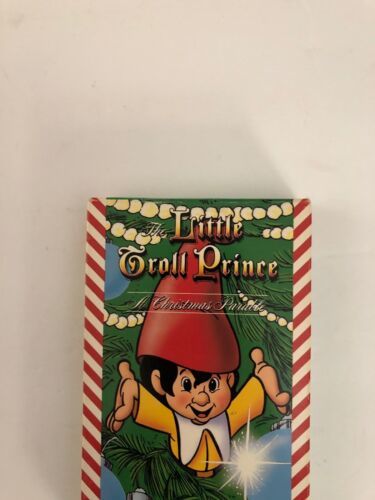 The Little
Troll Prince
A Christmas Parable